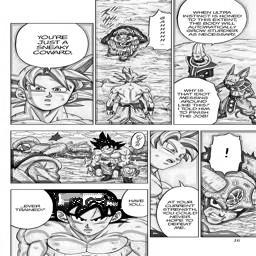 WHEN ULTRA
INSTINCT IS HONED
TO THIS EXTENT,
THE BODY WILL
AUTOMATICALLY
GROW STURDIER
AS NECESSARY.
WHY IS
THAT IDIOT
MESSING
AROUND
LIKE THIS? I
TOLD HIM
TO FINISH
THE JOB!
YOU'RE
JUST A
SNEAKY
COWARD.
!
AT YOUR
CURRENT
STRENGTH,
YOU COULD
NEVER
HOPE TO
DEFEAT
ME.
HAVE
YOU...
...EVER
TRAINED?